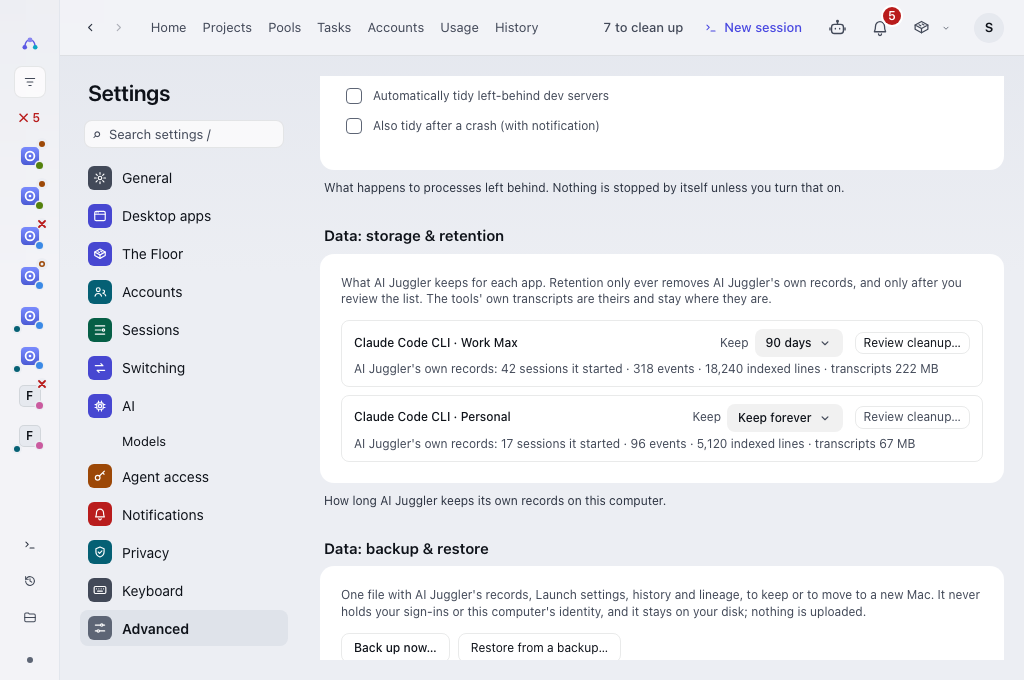 Home Projects Pools Tasks Accounts Usage History 7 to clean up New session 5 S
5
F
F
Settings
Search settings /
General
Desktop apps
The Floor
Accounts
Sessions
Switching
AI
Models
Agent access
Notifications
Privacy
Keyboard
Advanced
Automatically tidy left-behind dev servers
Also tidy after a crash (with notification)
What happens to processes left behind. Nothing is stopped by itself unless you turn that on.
Data: storage & retention
What AI Juggler keeps for each app. Retention only ever removes AI Juggler's own records, and only after you
review the list. The tools' own transcripts are theirs and stay where they are.
Claude Code CLI · Work Max Keep 90 days Review cleanup...
AI Juggler's own records: 42 sessions it started · 318 events · 18,240 indexed lines · transcripts 222 MB
Claude Code CLI · Personal Keep Keep forever Review cleanup...
AI Juggler's own records: 17 sessions it started · 96 events · 5,120 indexed lines · transcripts 67 MB
How long AI Juggler keeps its own records on this computer.
Data: backup & restore
One file with AI Juggler's records, Launch settings, history and lineage, to keep or to move to a new Mac. It never
holds your sign-ins or this computer's identity, and it stays on your disk; nothing is uploaded.
Back up now... Restore from a backup...